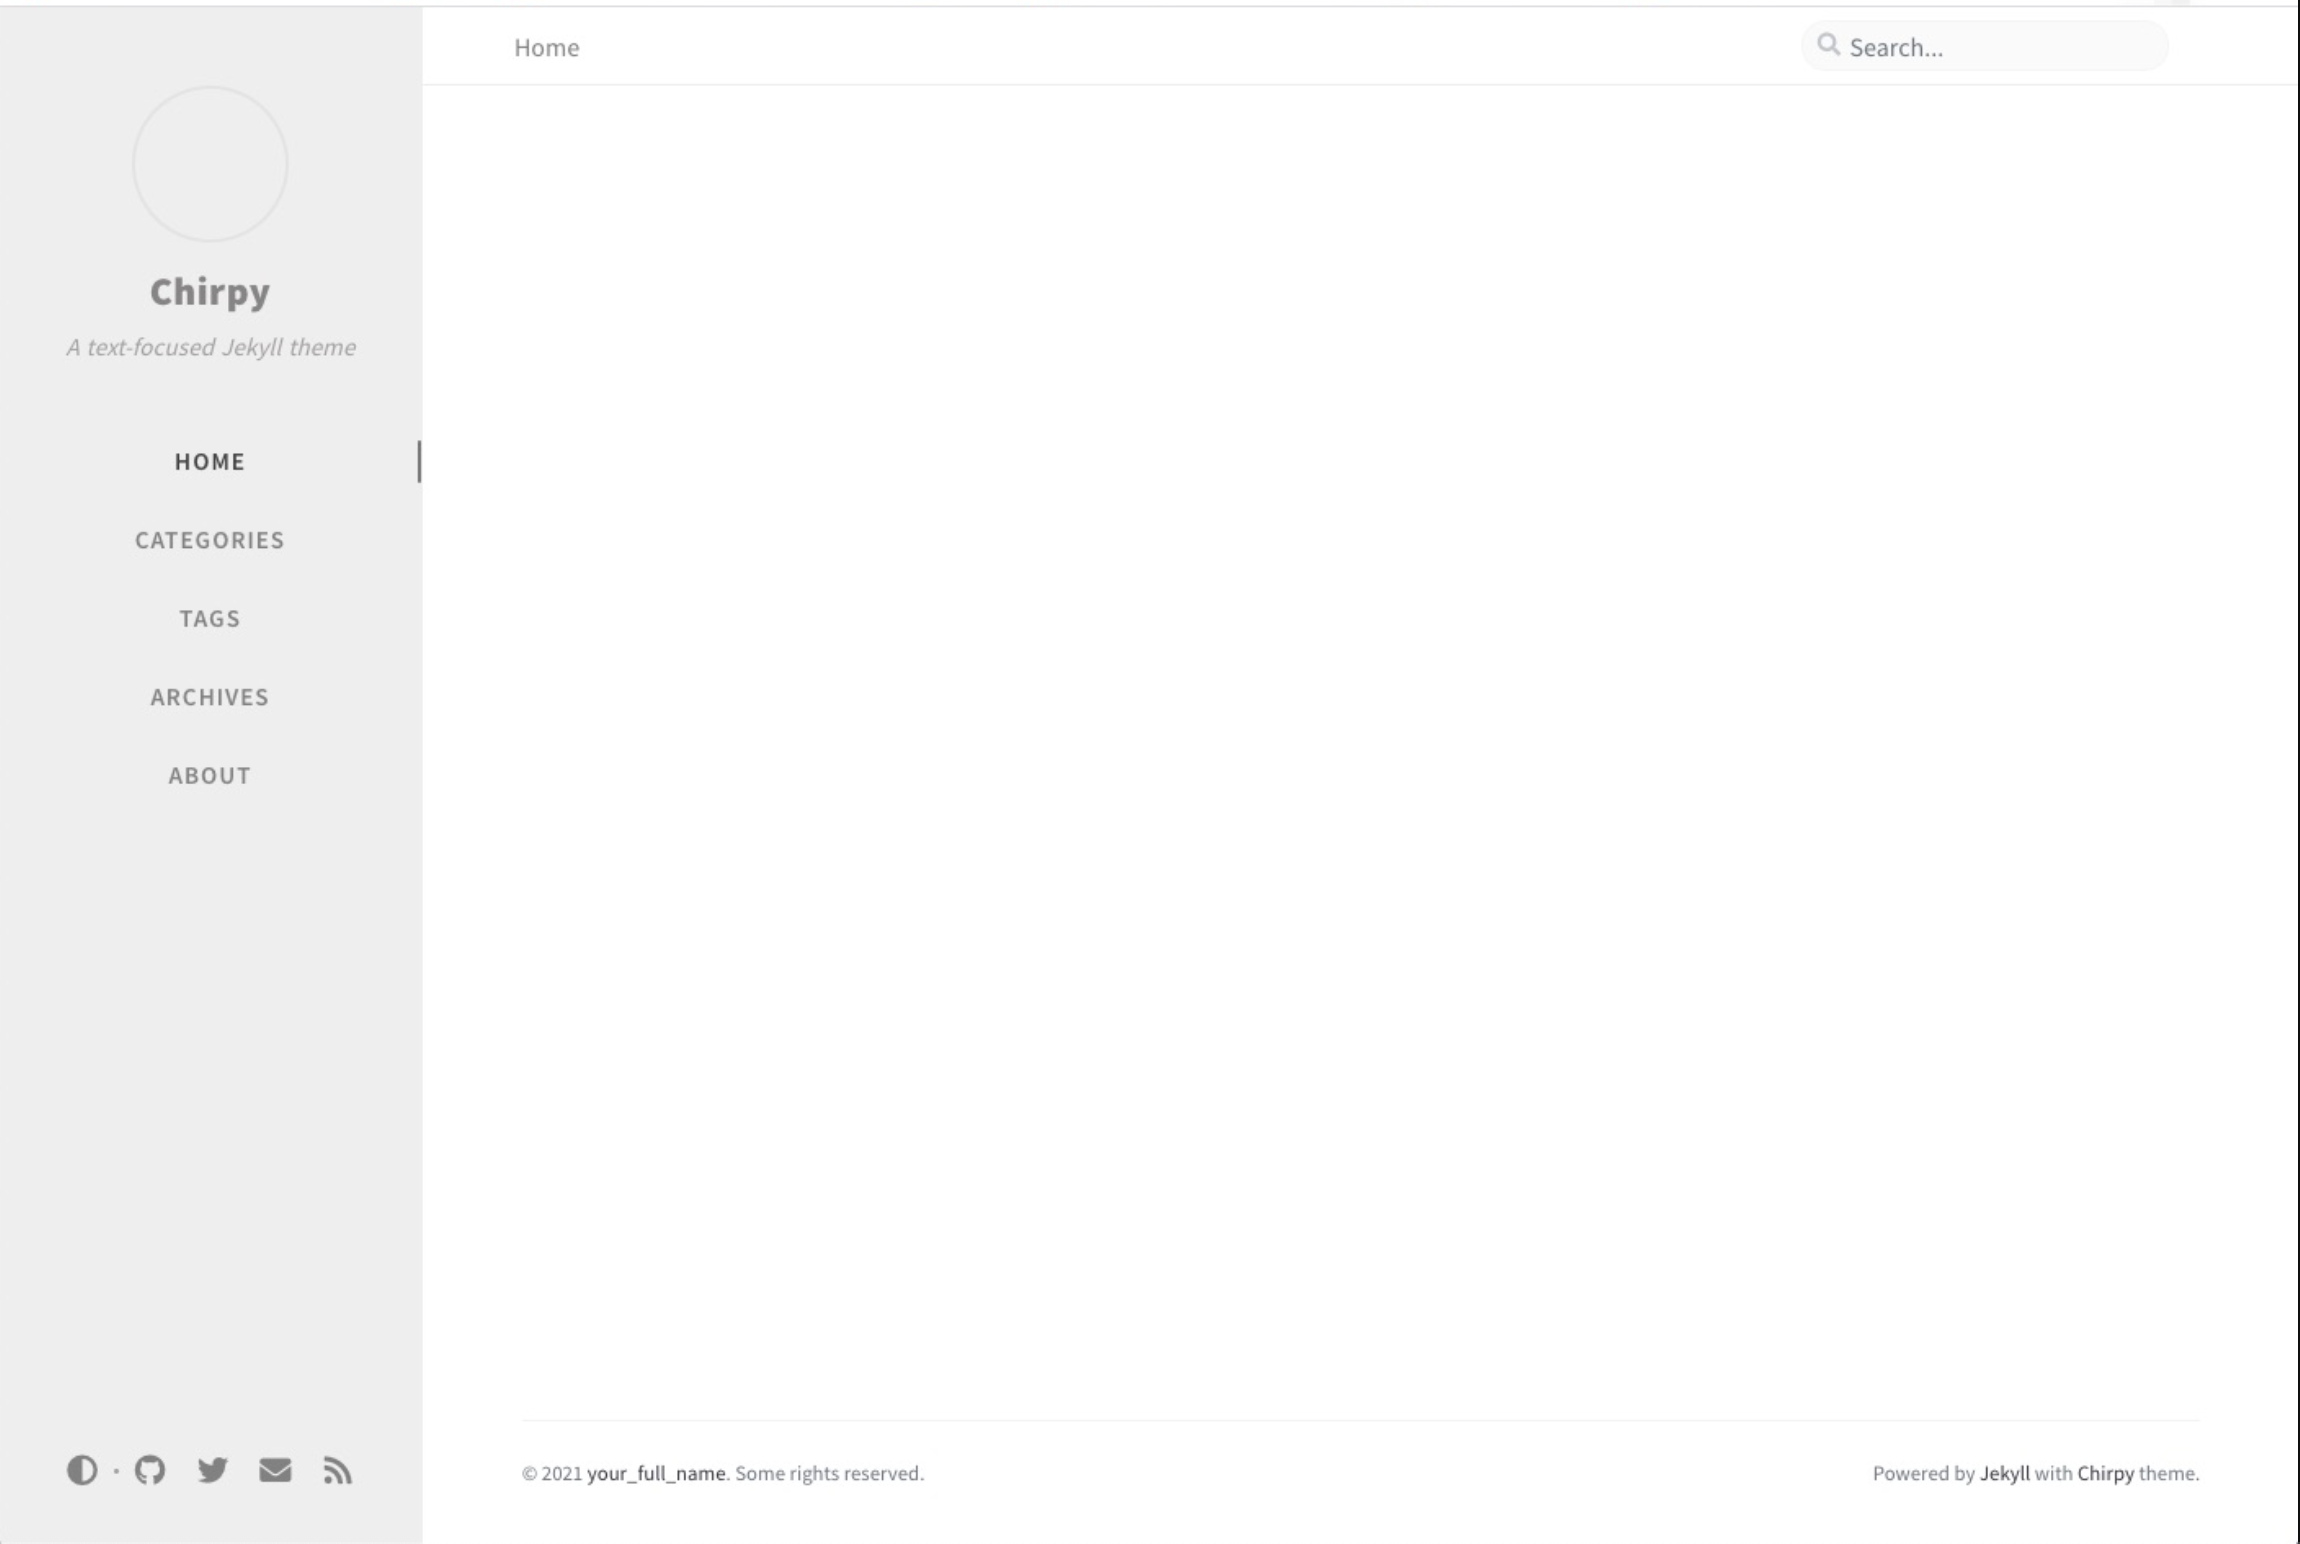 Home
Search...
Chirpy
A text-focused Jekyll theme
HOME
CATEGORIES
TAGS
ARCHIVES
ABOUT
© 2021 your_full_name. Some rights reserved.
Powered by Jekyll with Chirpy theme.